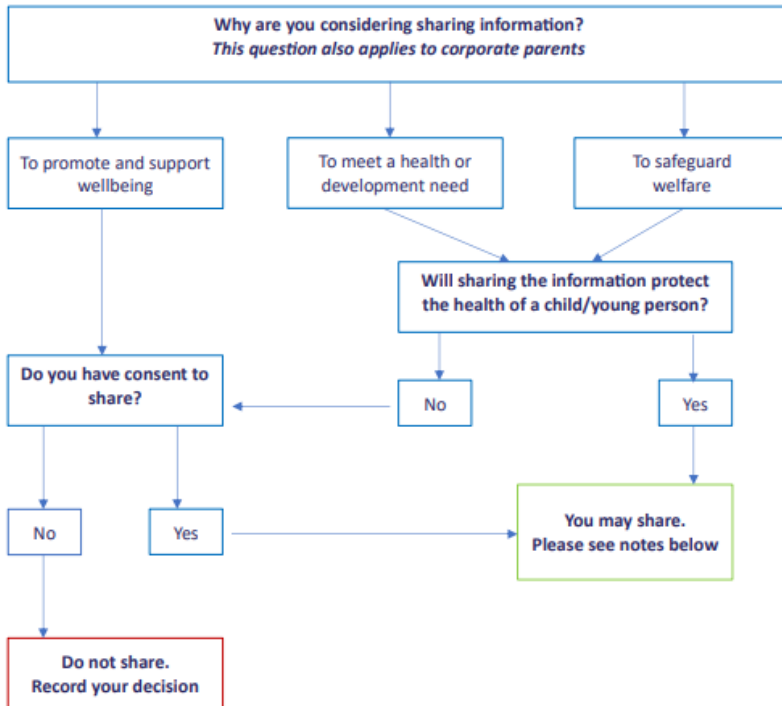 Why are you considering sharing information?
This question also applies to corporate parents
To promote and support
wellbeing
To meet a health or
development need
To safeguard
welfare
Will sharing the information protect
the health of a child/young person?
Do you have consent to
share?
No
Yes
No
Yes
You may share.
Please see notes below
Do not share.
Record your decision